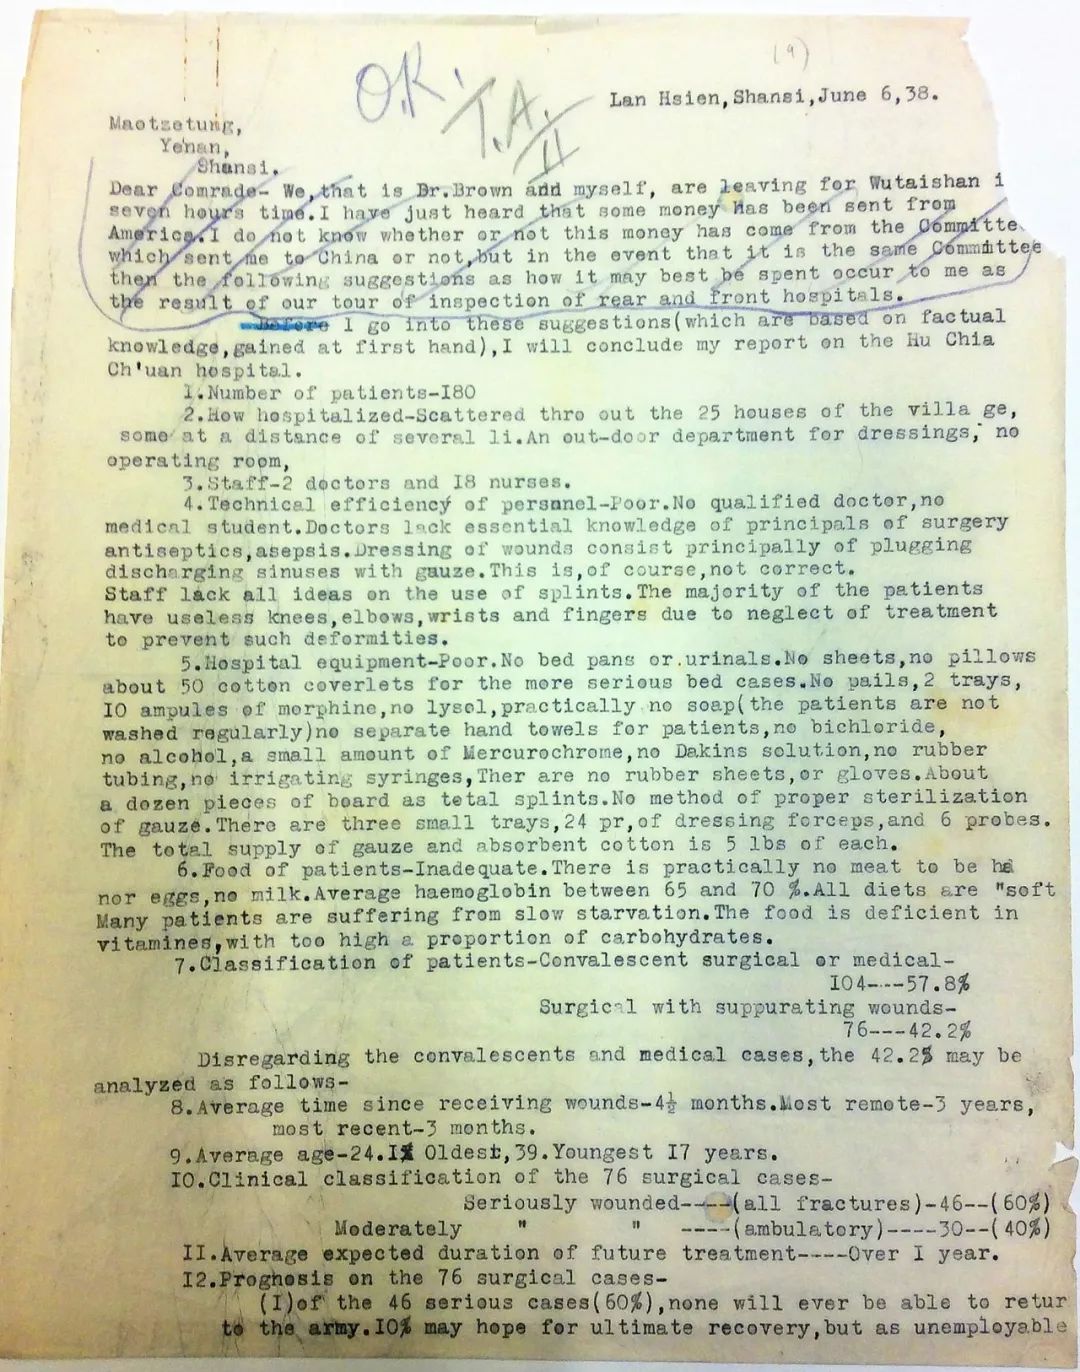 (9)
O.K.
T.A.
II
Lan Hsien,Shansi,June 6,38.
Maotsetung,
Yenan,
Shansi.
Dear Comrade- We,that is Dr.Brown and myself, are leaving for Wutaishan i
seven hours time.I have just heard that some money has been sent from
America.I do not know whether or not this money has come from the Committe
which sent me to China or not,but in the event that it is the same Committee
then the following suggestions as how it may best be spent occur to me as
the result of our tour of inspection of rear and front hospitals.
Before I go into these suggestions(which are based on factual
knowledge,gained at first hand),I will conclude my report on the Hu Chia
Ch'uan hospital.
1.Number of patients-I80
2.How hospitalized-Scattered thro out the 25 houses of the villa ge,
some at a distance of several li.An out-door department for dressings, no
operating room,
3.Staff-2 doctors and I8 nurses.
4.Technical efficiency of personel-Poor.No qualified doctor,no
medical student.Doctors lack essential knowledge of principals of surgery
antiseptics,asepsis.Dressing of wounds consist principally of plugging
discharging sinuses with gauze.This is,of course,not correct.
Staff lack all ideas on the use of splints.The majority of the patients
have useless knees,elbows,wrists and fingers due to neglect of treatment
to prevent such deformities.
5.Hospital equipment-Poor.No bed pans or.urinals.No sheets,no pillows
about 50 cotton coverlets for the more serious bed cases.No pails,2 trays,
IO ampules of morphine,no lysol,practically no soap(the patients are not
washed regularly)no separate hand towels for patients,no bichloride,
no alcohol,a small amount of Mercurochrome,no Dakins solution,no rubber
tubing,no irrigating syringes,Ther are no rubber sheets,or gloves.About
a dozen pieces of board as total splints.No method of proper sterilization
of gauze.There are three small trays,24 pr,of dressing forceps,and 6 probes.
The total supply of gauze and absorbent cotton is 5 lbs of each.
6.Food of patients-Inadequate.There is practically no meat to be had
nor eggs,no milk.Average haemoglobin between 65 and 70 %.All diets are "soft
Many patients are suffering from slow starvation.The food is deficient in
vitamines,with too high a proportion of carbohydrates.
7.Classification of patients-Convalescent surgical or medical-
IO4----57.8%
Surgical with suppurating wounds-
76---42.2%
Disregarding the convalescents and medical cases,the 42.2% may be
analyzed as follows-
8.Average time since receiving wounds-4½ months.Most remote-3 years,
most recent-3 months.
9.Average age-24.I Oldest,39.Youngest I7 years.
IO.Clinical classification of the 76 surgical cases-
Seriously wounded----(all fractures)-46--(60%)
Moderately " " ----(ambulatory)----30--(40%)
II.Average expected duration of future treatment-----Over I year.
I2.Prognosis on the 76 surgical cases-
(I)of the 46 serious cases(60%),none will ever be able to retur
to the army.IO% may hope for ultimate recovery,but as unemployable